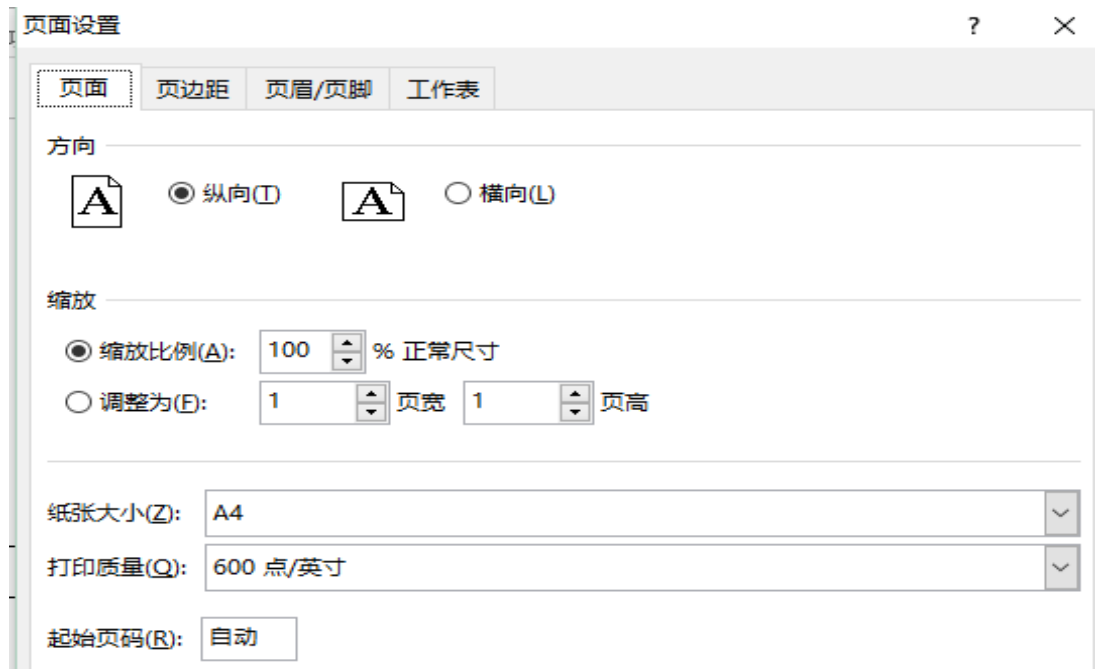 页面设置 ?
页面 页边距 页眉/页脚 工作表
方向
A 纵向(T) A 横向(L)
缩放
缩放比例(A): 100 % 正常尺寸
调整为(F): 1 页宽 1 页高
纸张大小(Z): A4
打印质量(Q): 600 点/英寸
起始页码(R): 自动